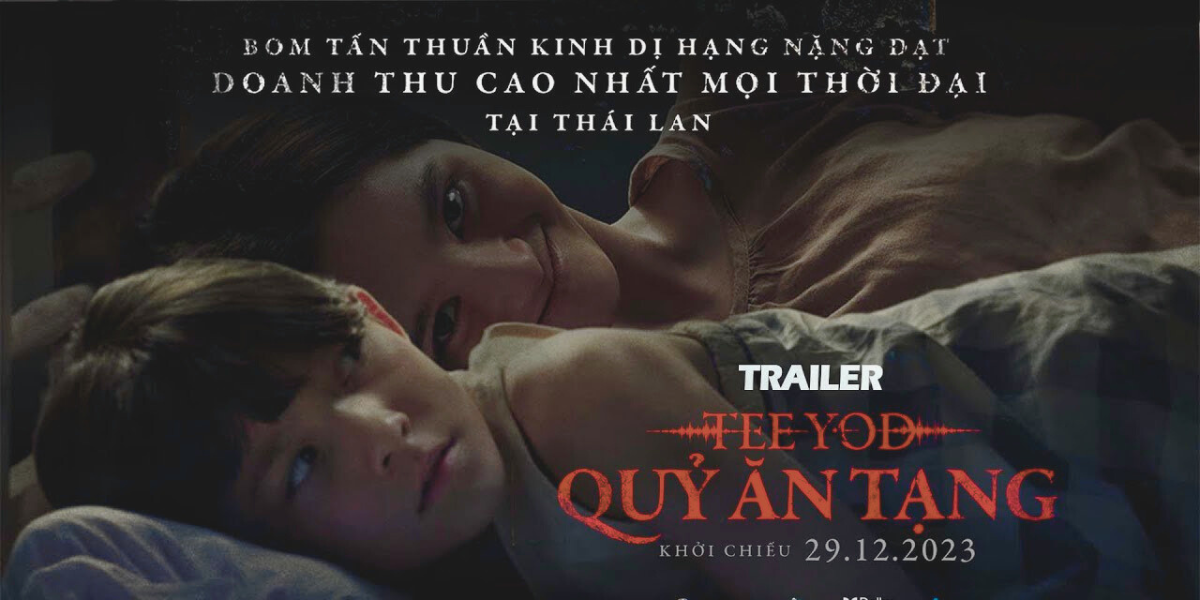 BOM TẤN THUẦN KINH DỊ HẠNG NẶNG ĐẠT
DOANH THU CAO NHẤT MỌI THỜI ĐẠI
TẠI THÁI LAN
TRAILER
TEE YOD
QUỶ ĂN TẠNG
KHỞI CHIẾU 29.12.2023